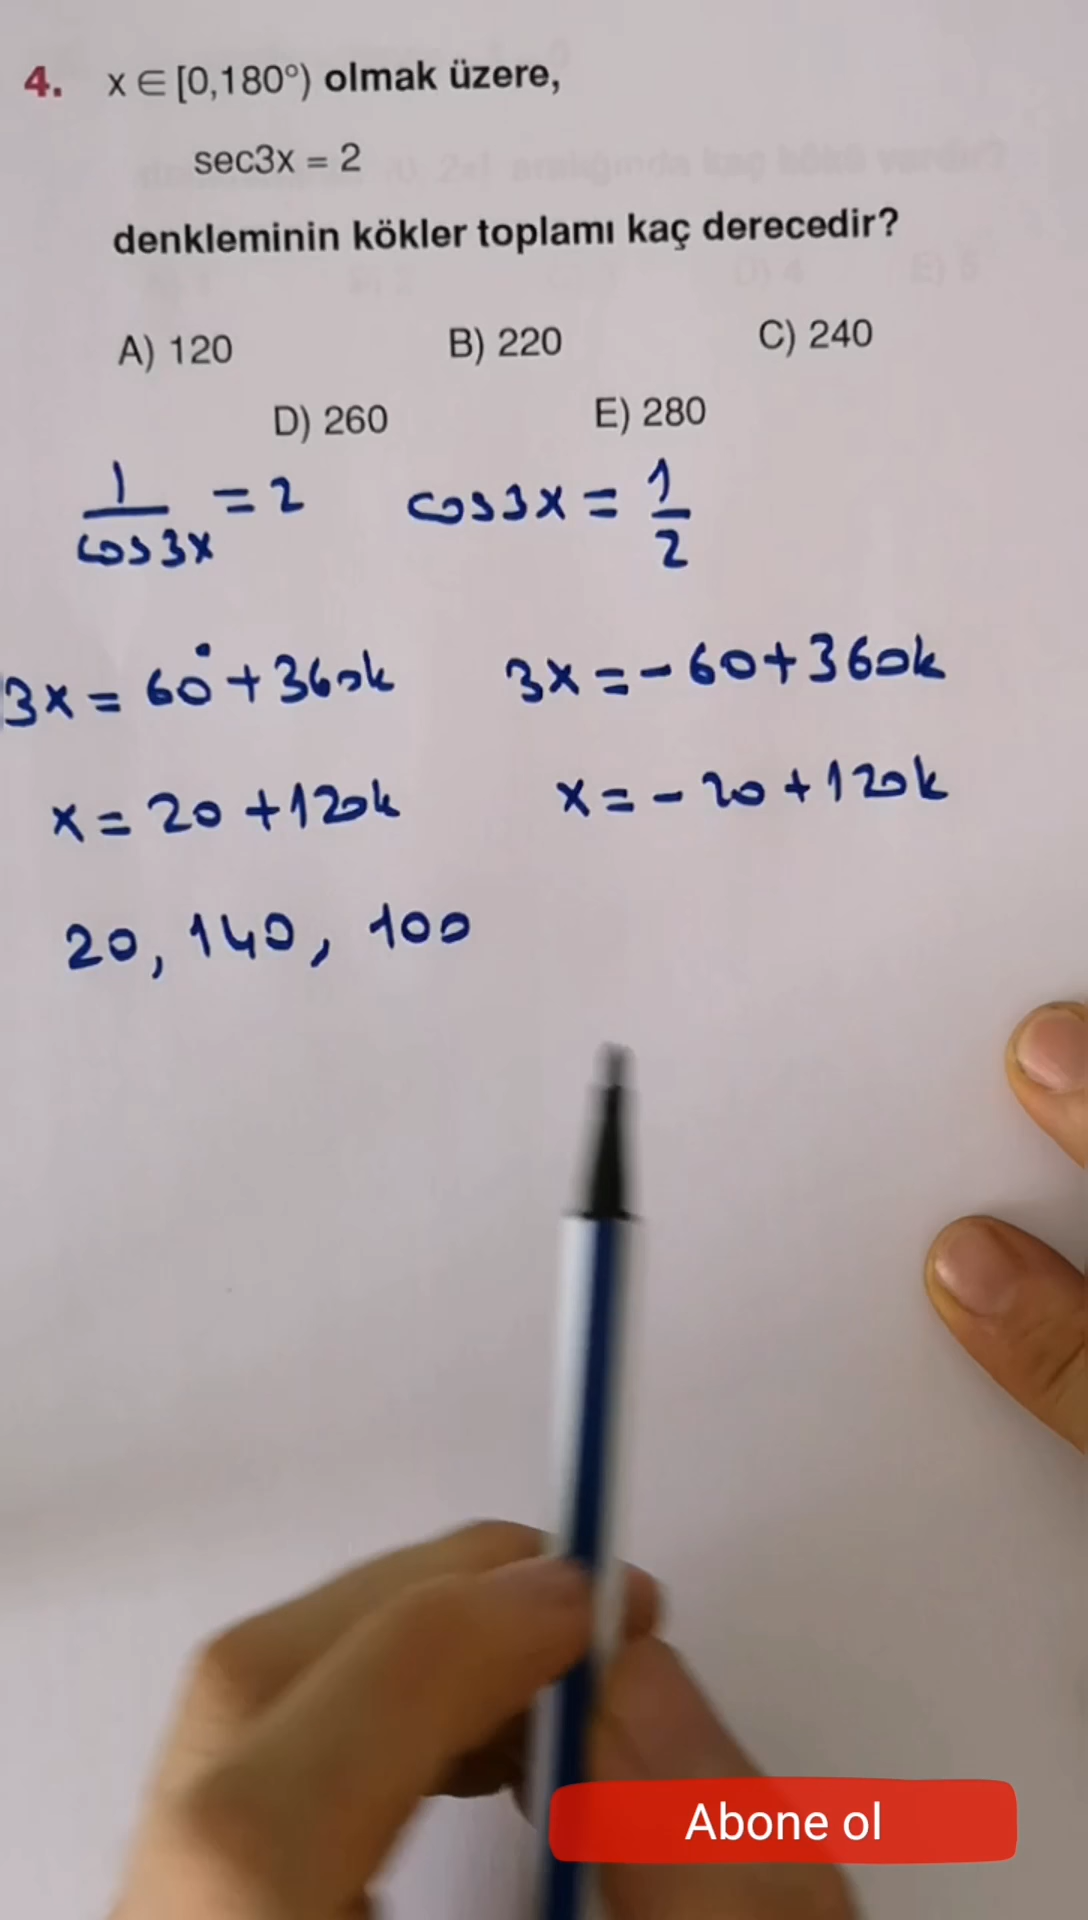 4. x ∈ [0,180°) olmak üzere,
sec3x = 2
denkleminin kökler toplamı kaç derecedir?
A) 120 B) 220 C) 240
D) 260 E) 280
1/cos3x = 2 cos3x = 1/2
3x = 60° + 360k 3x = -60 + 360k
x = 20 + 120k x = -20 + 120k
20, 140, 100
Abone ol